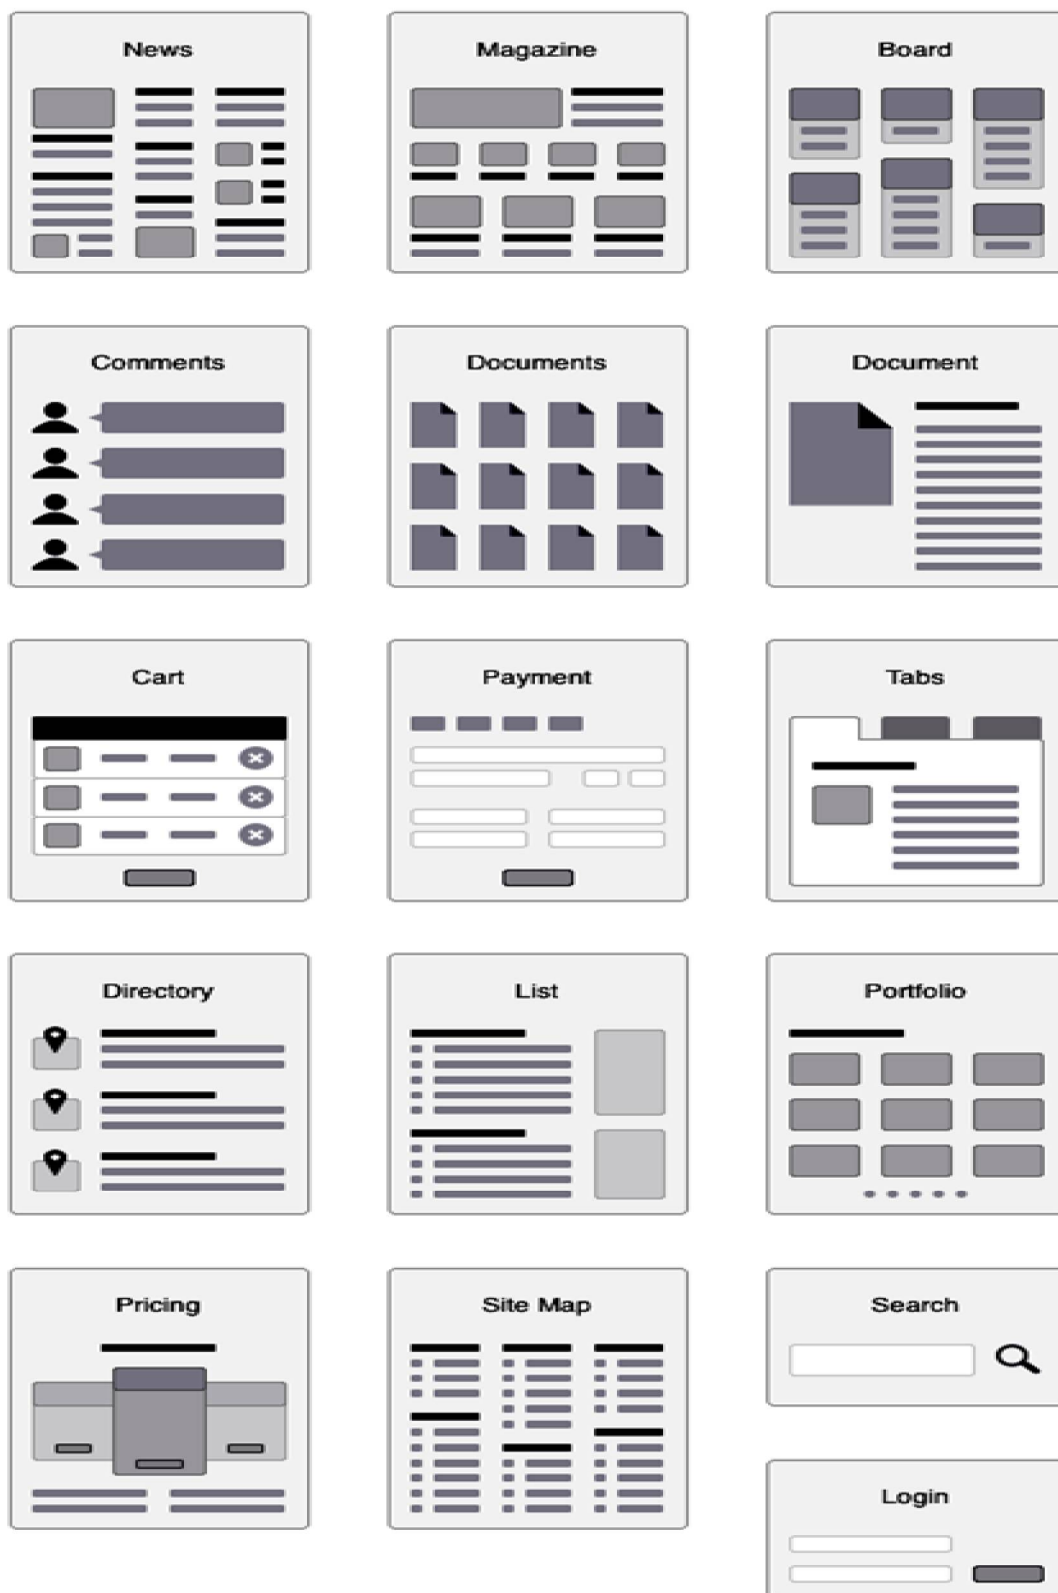 News
Magazine
Board
Comments
Documents
Document
Cart
Payment
Tabs
Directory
List
Portfolio
Pricing
Site Map
Search
Login